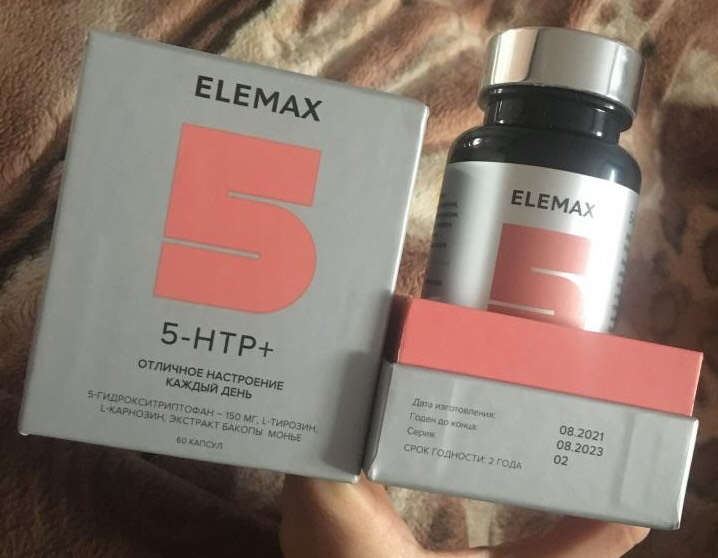 ELEMAX
5
5-HTP+
ОТЛИЧНОЕ НАСТРОЕНИЕ
КАЖДЫЙ ДЕНЬ
5-ГИДРОКСИТРИПТОФАН – 150 МГ, L-ТИРОЗИН,
L-КАРНОЗИН, ЭКСТРАКТ БАКОПЫ МОНЬЕ
60 КАПСУЛ
ELEMAX
5
Дата изготовления: 08.2021
Годен до конца: 08.2023
Серия: 02
СРОК ГОДНОСТИ: 2 ГОДА